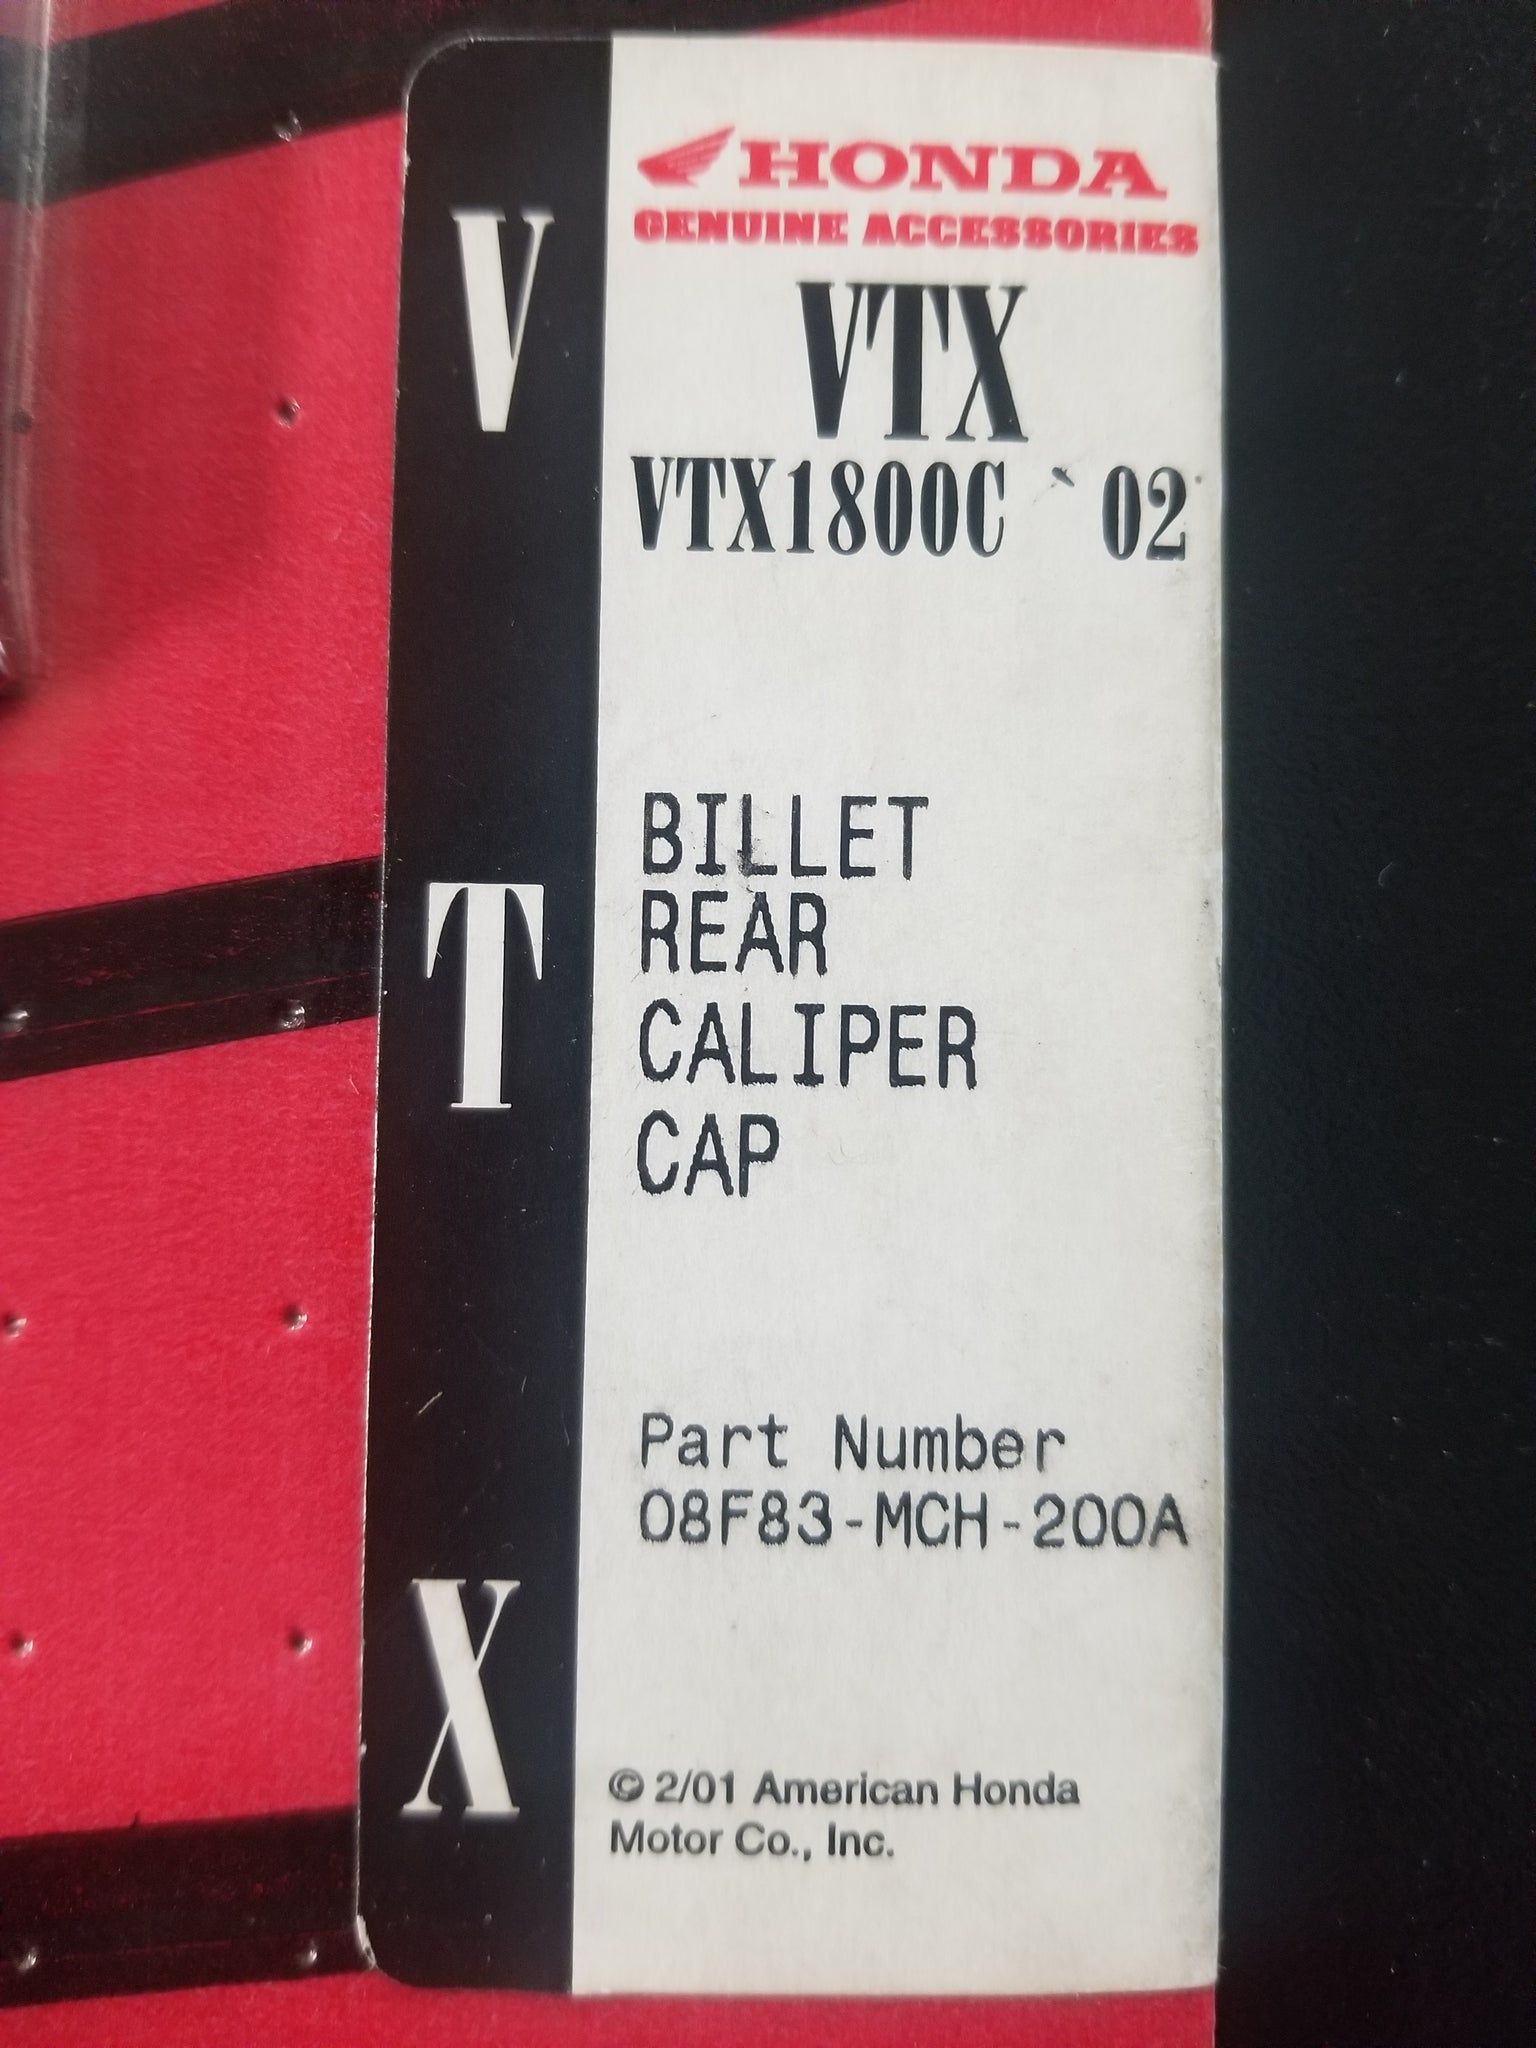 V
T
X
HONDA
GENUINE ACCESSORIES
VTX
VTX1800C `02
BILLET
REAR
CALIPER
CAP
Part Number
08F83-MCH-200A
© 2/01 American Honda
Motor Co., Inc.